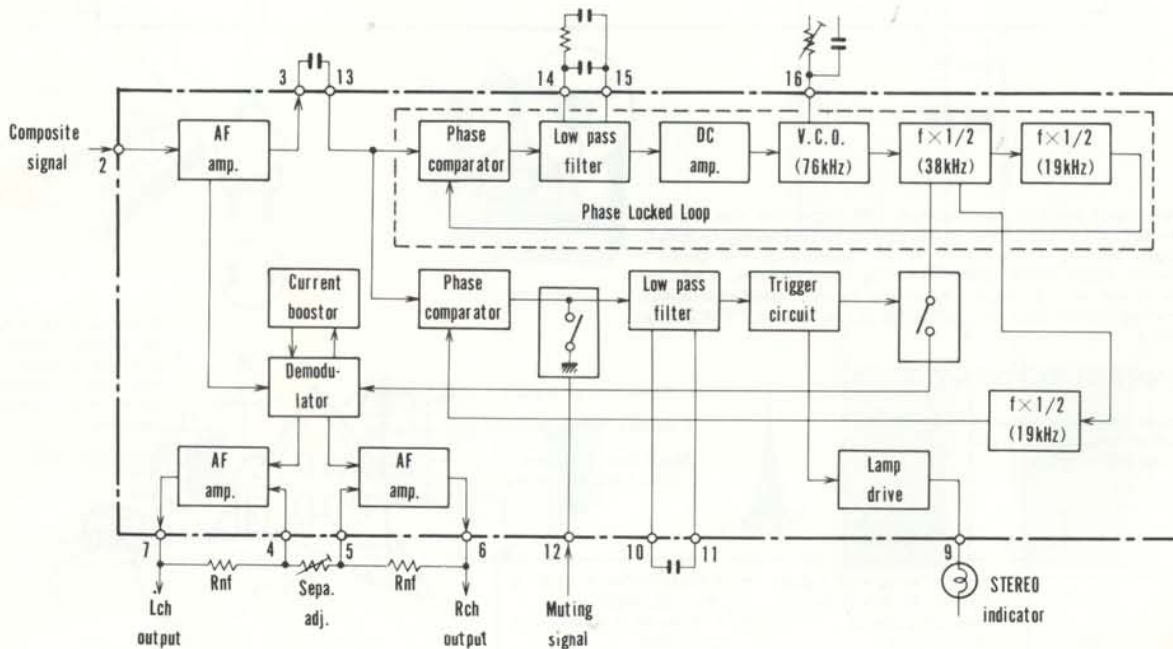 3
13
14
15
16
Composite
signal
2
AF
amp.
Phase
comparator
Low pass
filter
DC
amp.
V.C.O.
(76kHz)
f×1/2
(38kHz)
f×1/2
(19kHz)
Phase Locked Loop
Current
boostor
Phase
comparator
Low pass
filter
Trigger
circuit
Demodu-
lator
f×1/2
(19kHz)
AF
amp.
AF
amp.
Lamp
drive
7
4
5
6
12
10
11
9
Rnf
Sepa.
adj.
Rnf
Lch
output
Rch
output
Muting
signal
STEREO
indicator